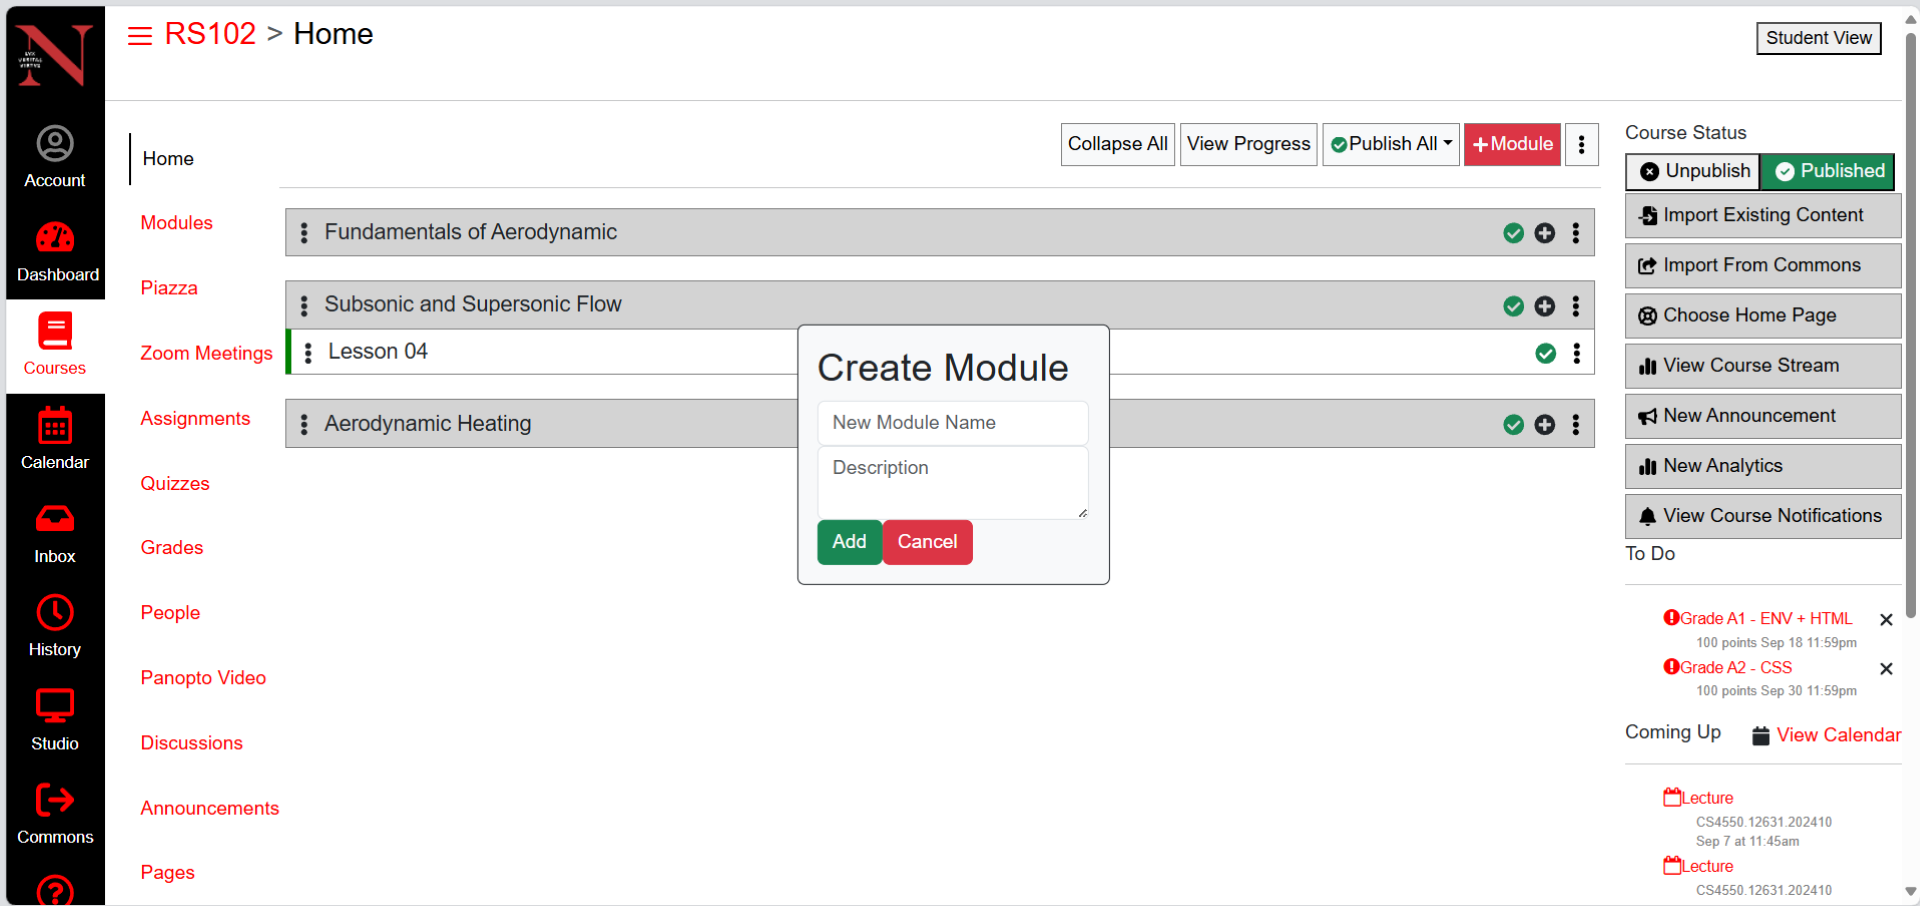 RS102 > Home
Student View
Account
Dashboard
Courses
Calendar
Inbox
History
Studio
Commons
Home
Modules
Piazza
Zoom Meetings
Assignments
Quizzes
Grades
People
Panopto Video
Discussions
Announcements
Pages
Collapse All
View Progress
Publish All
Module
Fundamentals of Aerodynamic
Subsonic and Supersonic Flow
Lesson 04
Aerodynamic Heating
Create Module
New Module Name
Description
Add
Cancel
Course Status
Unpublish
Published
Import Existing Content
Import From Commons
Choose Home Page
View Course Stream
New Announcement
New Analytics
View Course Notifications
To Do
Grade A1 - ENV + HTML
100 points Sep 18 11:59pm
Grade A2 - CSS
100 points Sep 30 11:59pm
Coming Up
View Calendar
Lecture
CS4550.12631.202410
Sep 7 at 11:45am
Lecture
CS4550.12631.202410